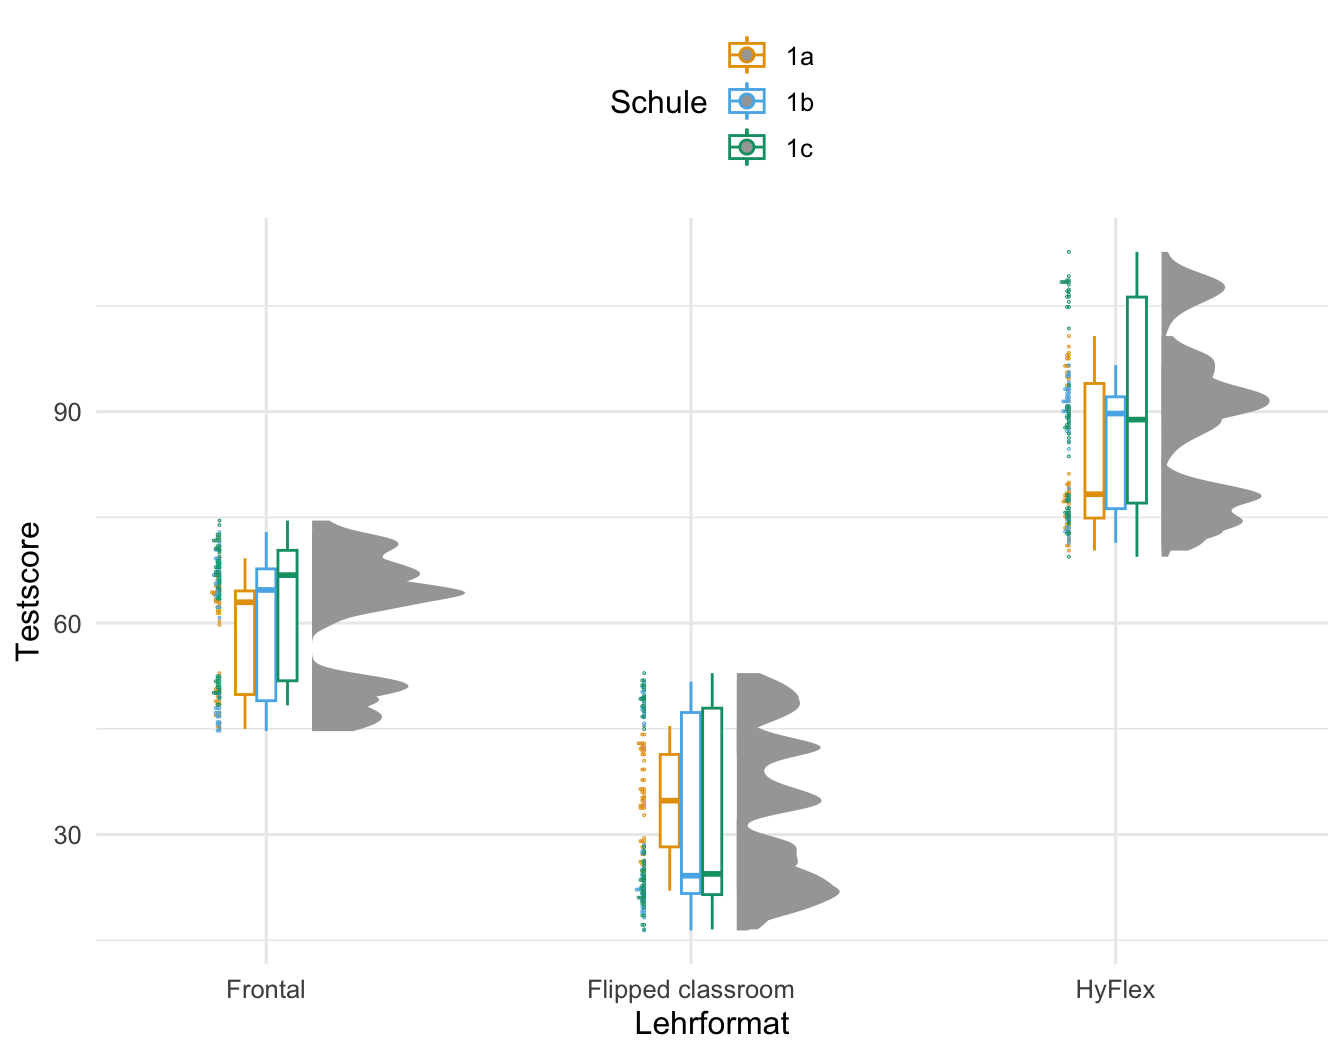 1a
Schule
1b
1c
90
60
30
Testscore
Frontal
Flipped classroom
HyFlex
Lehrformat